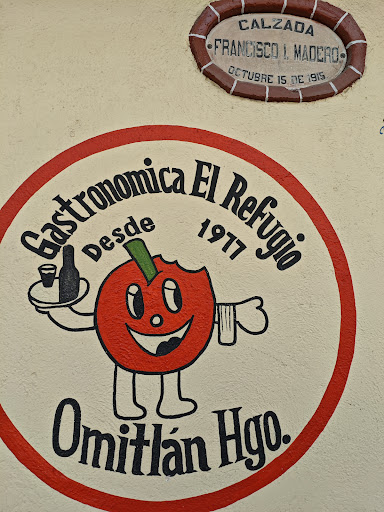 CALZADA
FRANCISCO I. MADERO
OCTUBRE 15 DE 1915
Gastronomica El Refugio
Desde 1977
Omitlán Hgo.